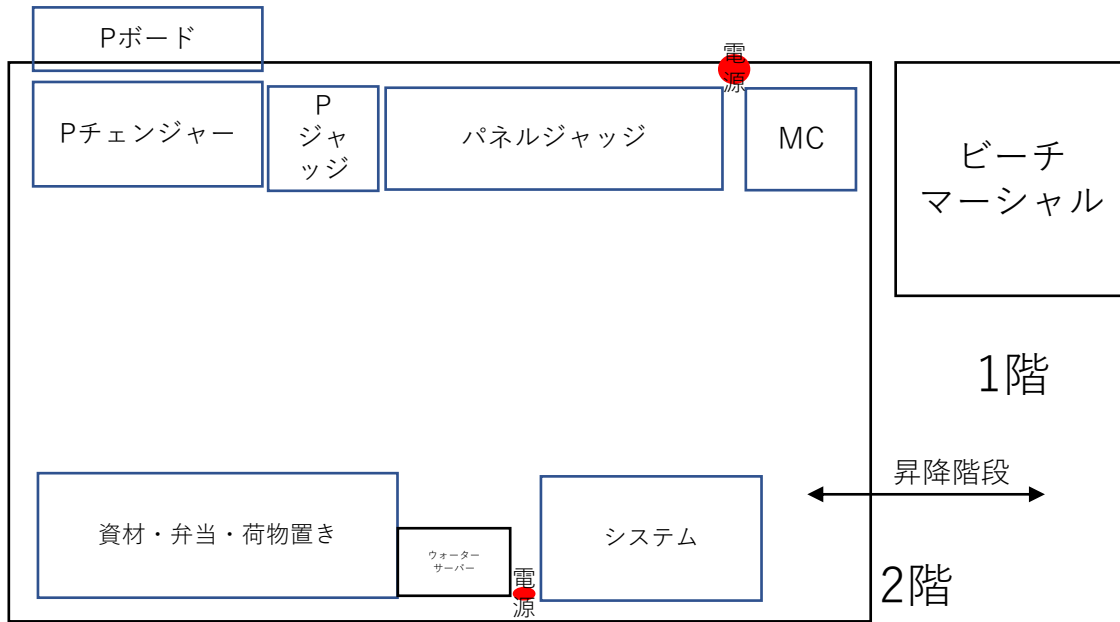 Pボード
電
源
Pチェンジャー
P
ジャ
ッジ
パネルジャッジ
MC
ビーチ
マーシャル
1階
昇降階段
資材・弁当・荷物置き
ウォーター
サーバー
電
源
システム
2階